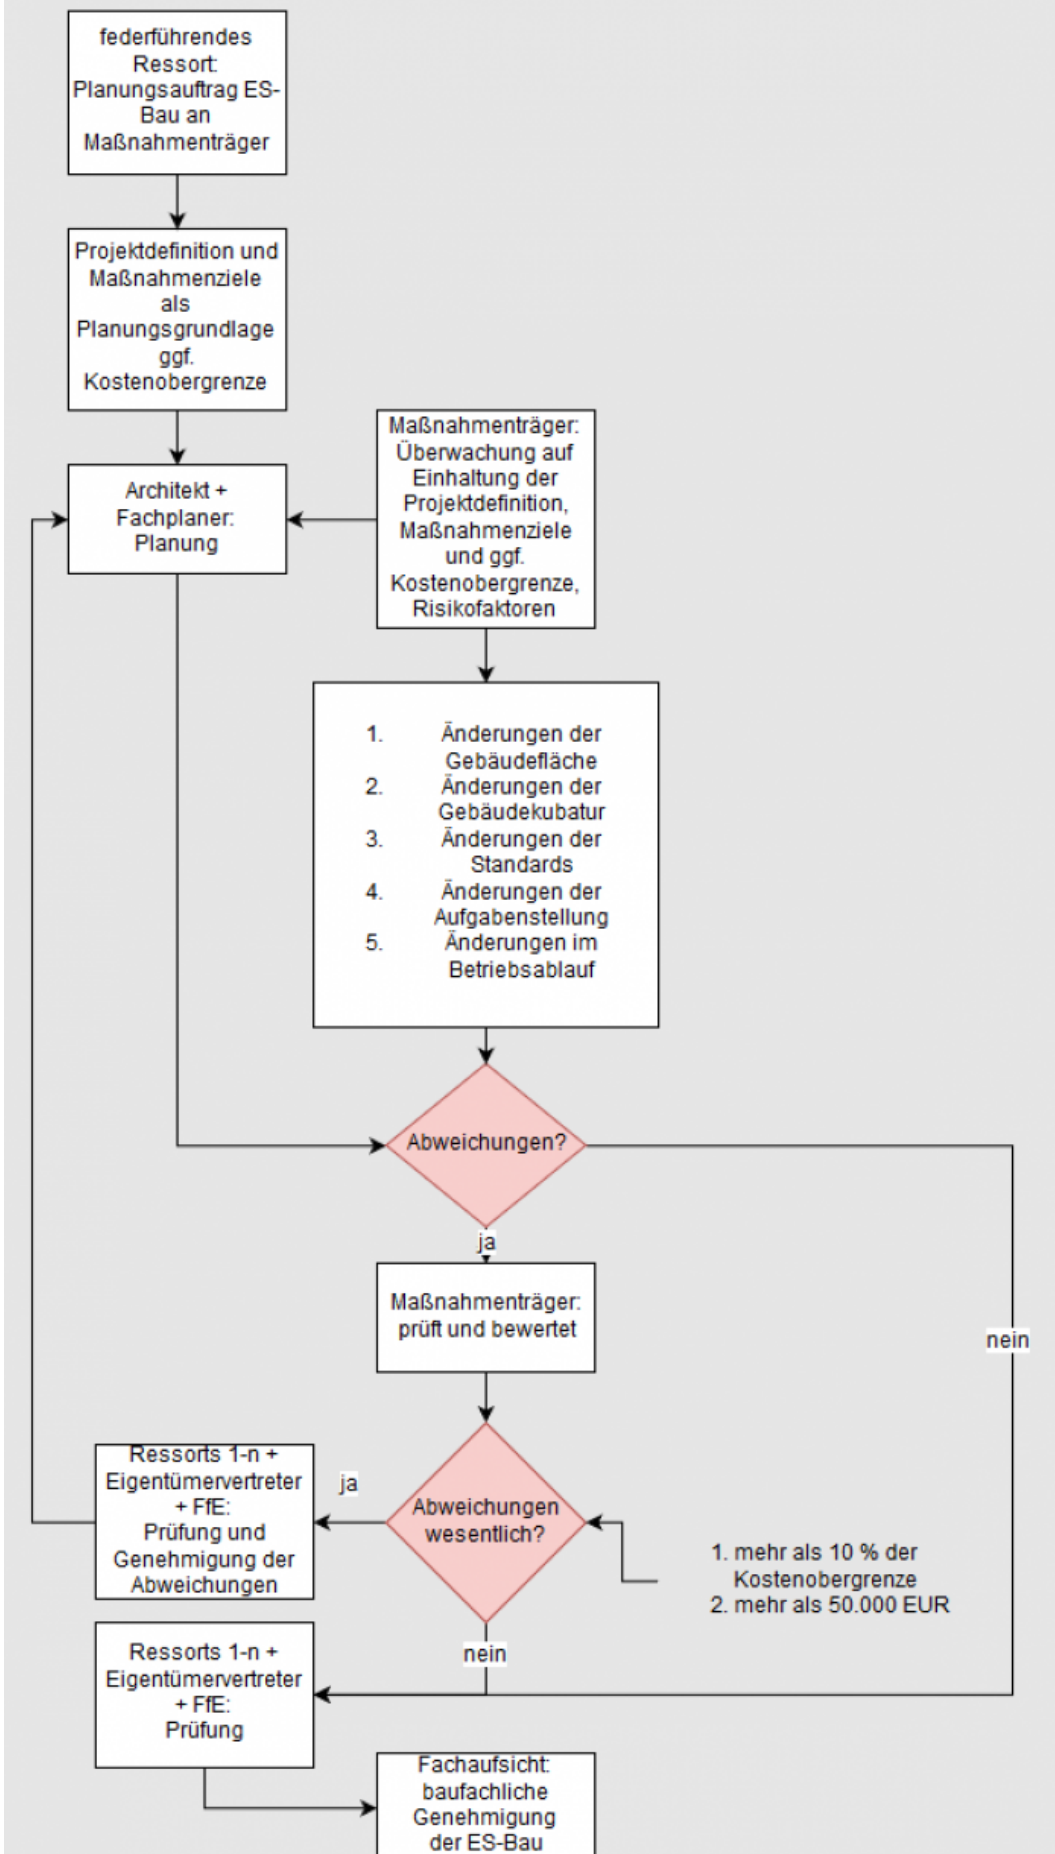 federführendes
Ressort:
Planungsauftrag ES-
Bau an
Maßnahmenträger
Projektdefinition und
Maßnahmenziele
als
Planungsgrundlage
ggf.
Kostenobergrenze
Architekt +
Fachplaner:
Planung
Maßnahmenträger:
Überwachung auf
Einhaltung der
Projektdefinition,
Maßnahmenziele
und ggf.
Kostenobergrenze,
Risikofaktoren
1. Änderungen der
Gebäudefläche
2. Änderungen der
Gebäudekubatur
3. Änderungen der
Standards
4. Änderungen der
Aufgabenstellung
5. Änderungen im
Betriebsablauf
Abweichungen?
ja
Maßnahmenträger:
prüft und bewertet
nein
Abweichungen
wesentlich?
ja
Ressorts 1-n +
Eigentümervertreter
+ FfE:
Prüfung und
Genehmigung der
Abweichungen
1. mehr als 10 % der
Kostenobergrenze
2. mehr als 50.000 EUR
nein
Ressorts 1-n +
Eigentümervertreter
+ FfE:
Prüfung
Fachaufsicht:
baufachliche
Genehmigung
der ES-Bau